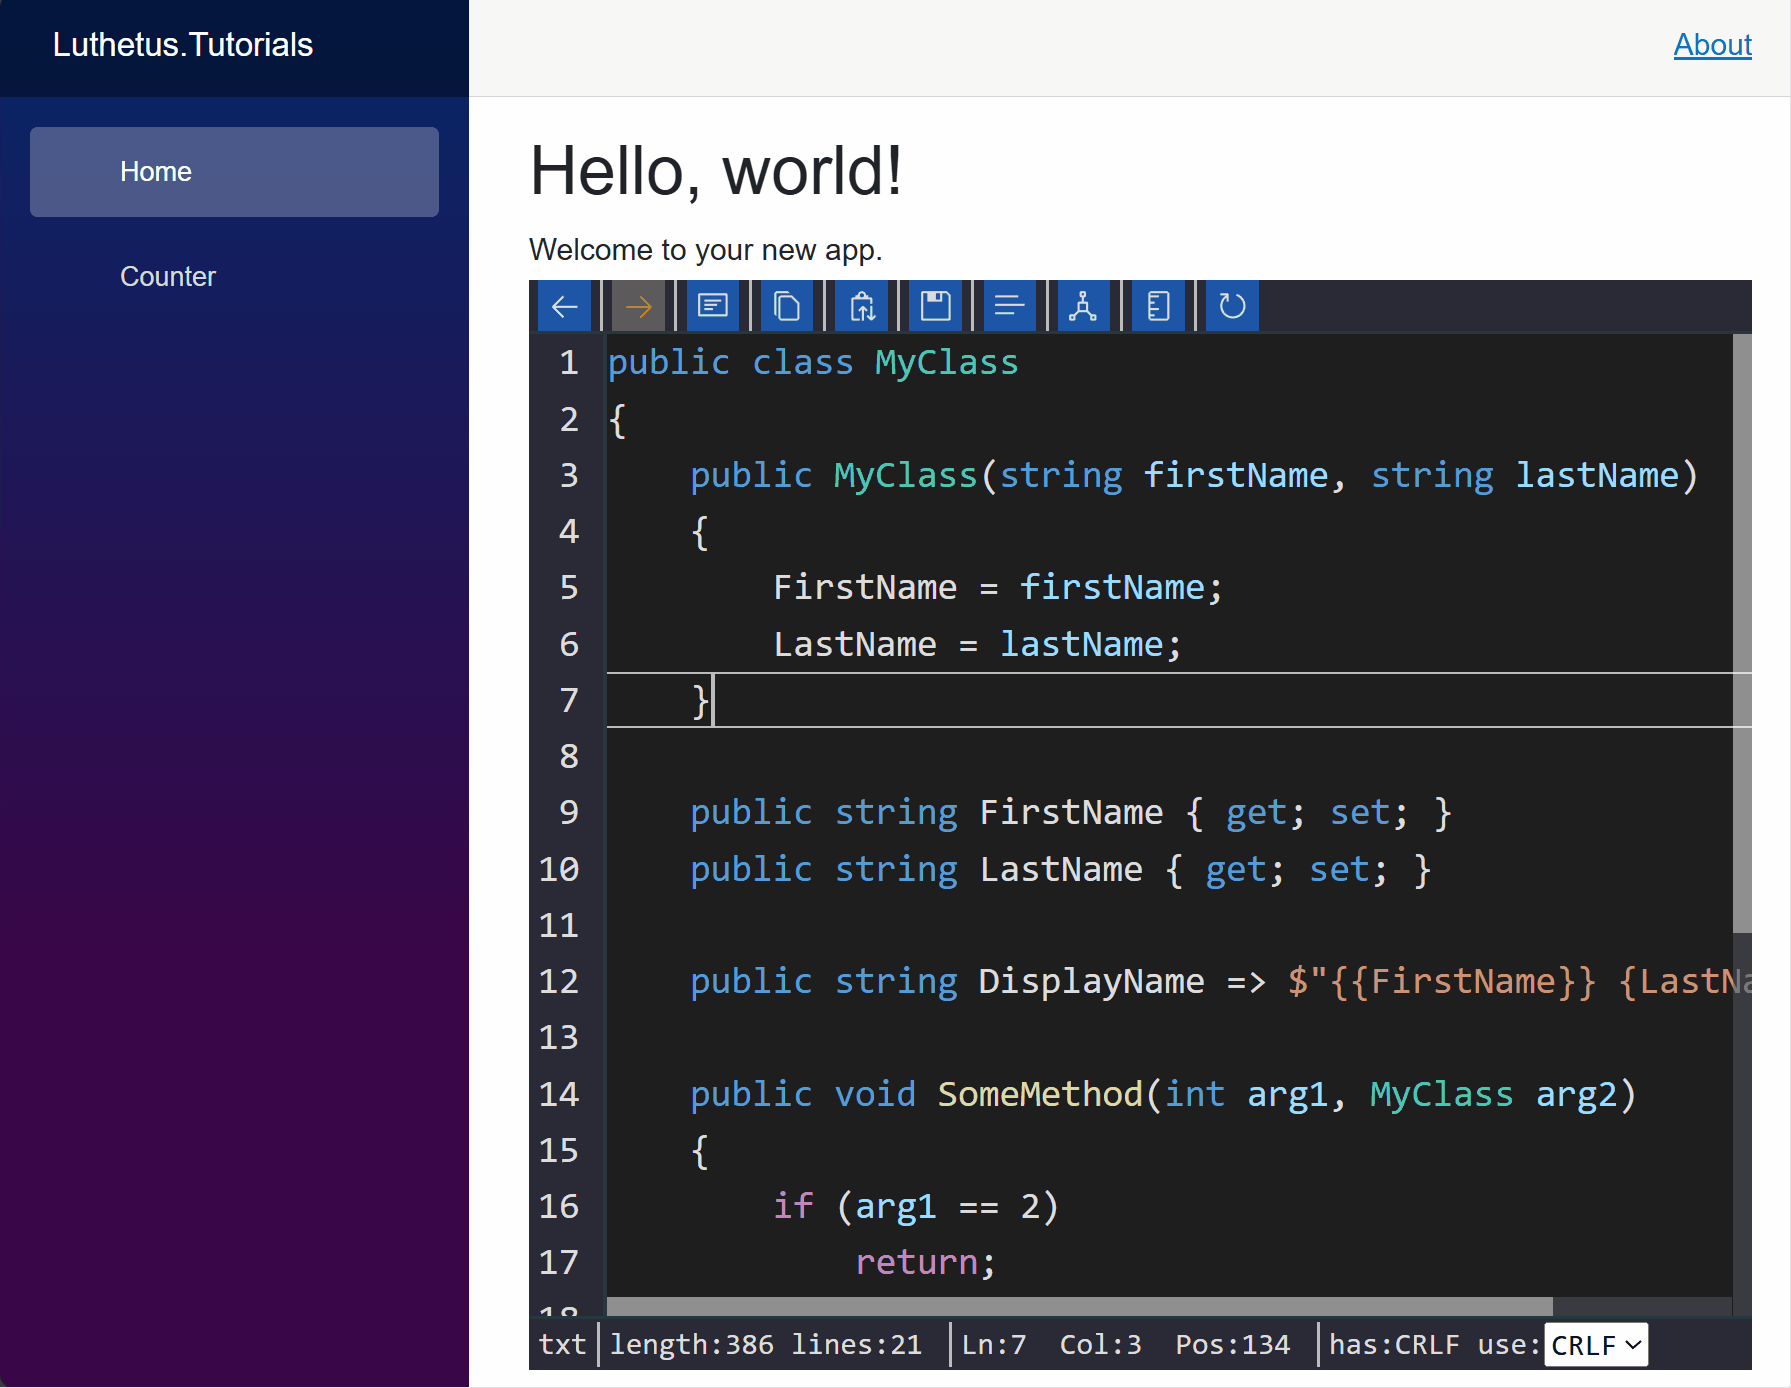 Luthetus.Tutorials
About
Home
Counter
Hello, world!
Welcome to your new app.
1 public class MyClass
2 {
3     public MyClass(string firstName, string lastName)
4     {
5         FirstName = firstName;
6         LastName = lastName;
7     }
8
9     public string FirstName { get; set; }
10     public string LastName { get; set; }
11
12     public string DisplayName => $"{{FirstName}} {LastNa
13
14     public void SomeMethod(int arg1, MyClass arg2)
15     {
16         if (arg1 == 2)
17             return;
18
txt length:386 lines:21 Ln:7 Col:3 Pos:134 has:CRLF use: CRLF